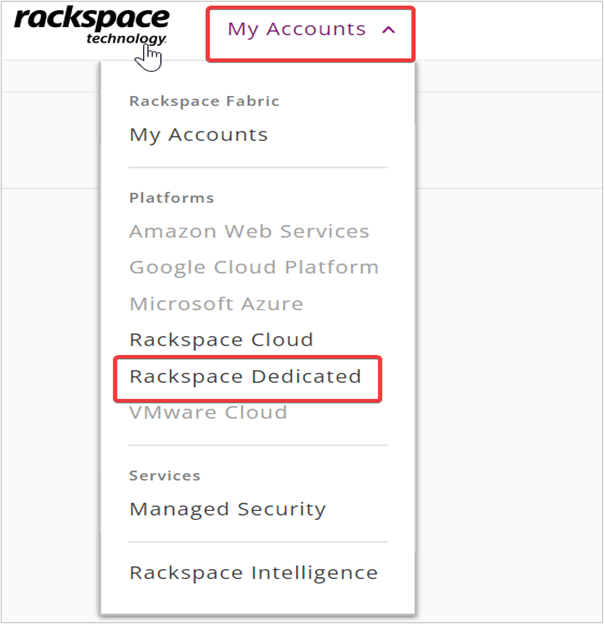 rackspace
technology
My Accounts
Rackspace Fabric
My Accounts
Platforms
Amazon Web Services
Google Cloud Platform
Microsoft Azure
Rackspace Cloud
Rackspace Dedicated
VMware Cloud
Services
Managed Security
Rackspace Intelligence